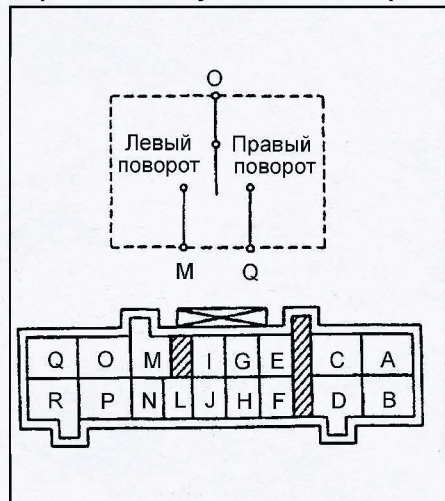 O
Левый поворот
Правый поворот
M Q
Q O M I G E C A
R P N L J H F D B